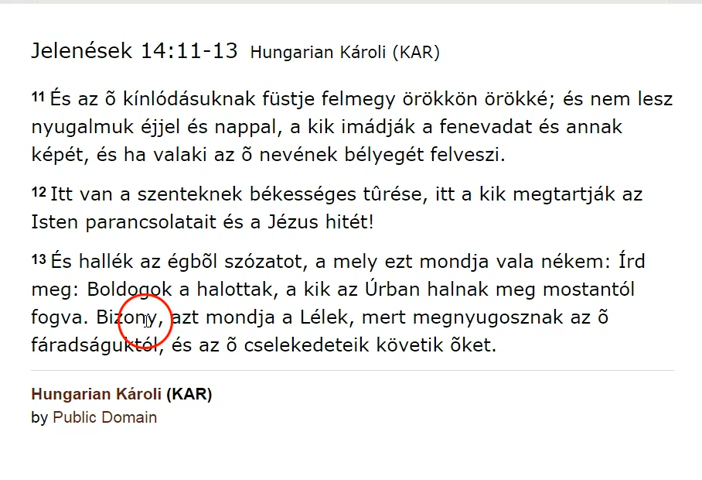 Jelenések 14:11-13 Hungarian Károli (KAR)
11 És az õ kínlódásuknak füstje felmegy örökkön örökké; és nem lesz
nyugalmuk éjjel és nappal, a kik imádják a fenevadat és annak
képét, és ha valaki az õ nevének bélyegét felveszi.
12 Itt van a szenteknek békességes tûrése, itt a kik megtartják az
Isten parancsolatait és a Jézus hitét!
13 És hallék az égbõl szózatot, a mely ezt mondja vala nékem: Írd
meg: Boldogok a halottak, a kik az Úrban halnak meg mostantól
fogva. Bizony, azt mondja a Lélek, mert megnyugosznak az õ
fáradságuktól, és az õ cselekedeteik követik õket.
Hungarian Károli (KAR)
by Public Domain